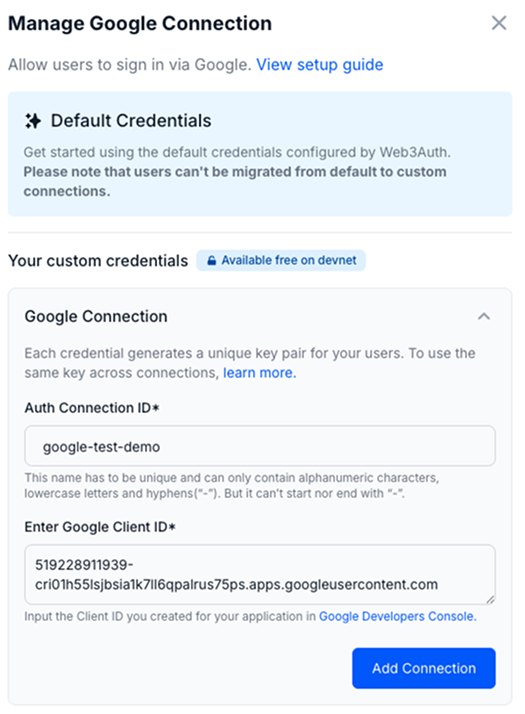 Manage Google Connection
Allow users to sign in via Google. View setup guide
Default Credentials
Get started using the default credentials configured by Web3Auth.
Please note that users can't be migrated from default to custom
connections.
Your custom credentials Available free on devnet
Google Connection
Each credential generates a unique key pair for your users. To use the
same key across connections, learn more.
Auth Connection ID*
google-test-demo
This name has to be unique and can only contain alphanumeric characters,
lowercase letters and hyphens(“-”). But it can’t start nor end with “-”.
Enter Google Client ID*
519228911939-
cri01h55lsjbsia1k7ll6qpalrus75ps.apps.googleusercontent.com
Input the Client ID you created for your application in Google Developers Console.
Add Connection